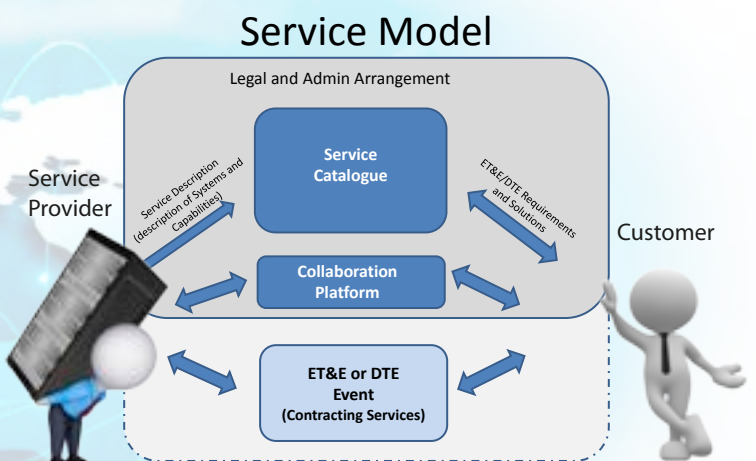 Service Model
Legal and Admin Arrangement
Service
Provider
Service Description
(description of Systems and
Capabilities)
Service
Catalogue
ET&E/DTE Requirements
and Solutions
Customer
Collaboration
Platform
ET&E or DTE
Event
(Contracting Services)